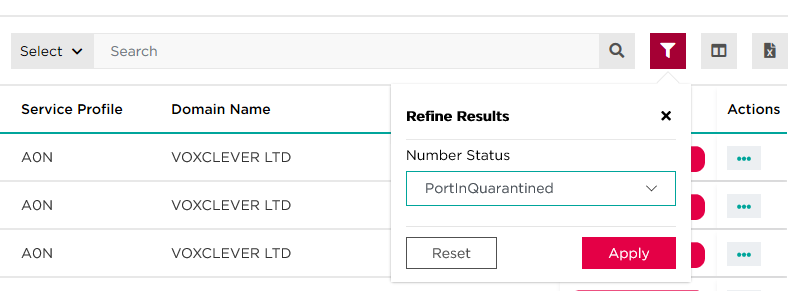 Select
Search
Service Profile
Domain Name
Actions
Refine Results
Number Status
PortInQuarantined
Reset
Apply
A0N
VOXCLEVER LTD
A0N
VOXCLEVER LTD
A0N
VOXCLEVER LTD